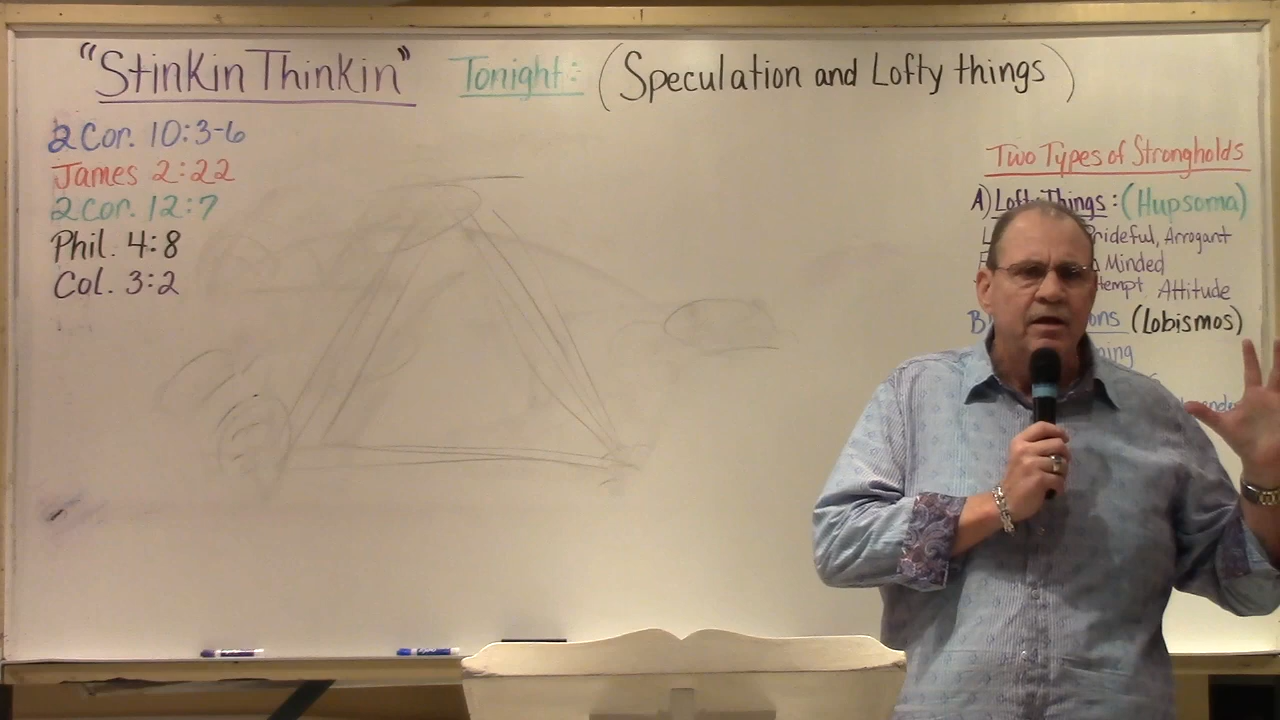 "Stinkin Thinkin" Tonight: (Speculation and Lofty things)
2 Cor. 10:3-6
James 2:22
2 Cor. 12:7
Phil. 4:8
Col. 3:2
Two Types of Strongholds
A) Lofty Things: (Hupsoma)
Prideful, Arrogant
Minded
Attitude
B (Lobismos)